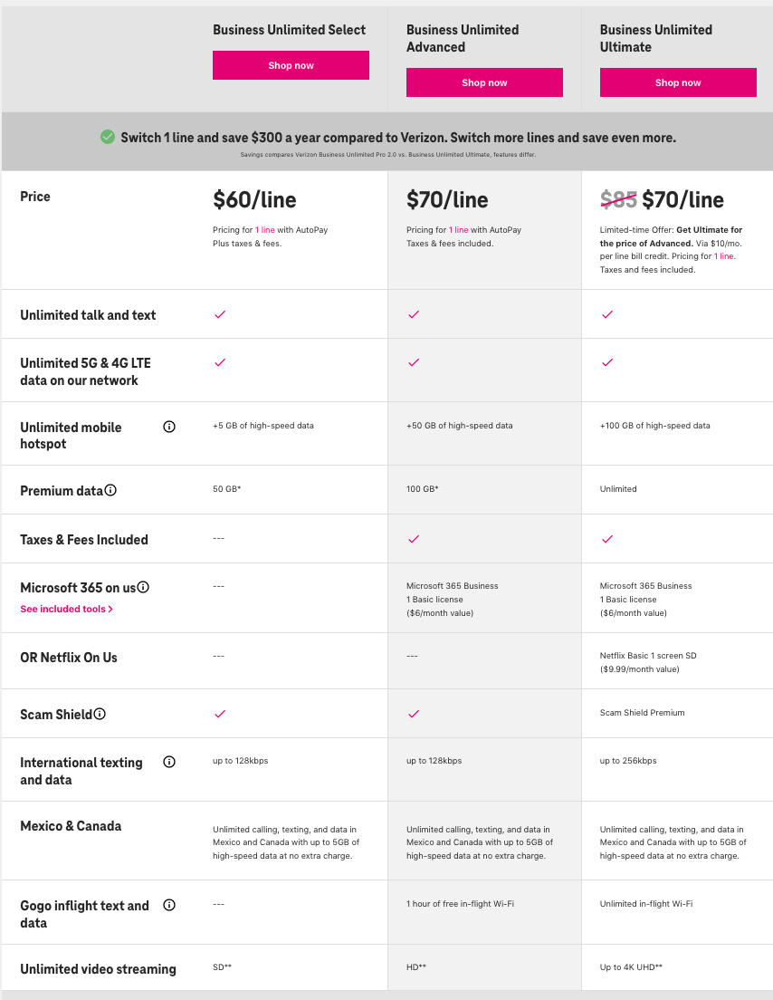 Business Unlimited Select
Shop now
Business Unlimited
Advanced
Shop now
Business Unlimited
Ultimate
Shop now
Switch 1 line and save $300 a year compared to Verizon. Switch more lines and save even more.
Savings compares Verizon Business Unlimited Pro 2.0 vs. Business Unlimited Ultimate, features differ.
Price
$60/line
Pricing for 1 line with AutoPay
Plus taxes & fees.
$70/line
Pricing for 1 line with AutoPay
Taxes & fees included.
$85 $70/line
Limited-time Offer: Get Ultimate for
the price of Advanced. Via $10/mo.
per line bill credit. Pricing for 1 line.
Taxes and fees included.
Unlimited talk and text
Unlimited 5G & 4G LTE
data on our network
Unlimited mobile
hotspot
+5 GB of high-speed data
+50 GB of high-speed data
+100 GB of high-speed data
Premium data
50 GB*
100 GB*
Unlimited
Taxes & Fees Included
---
Microsoft 365 on us
See included tools >
---
Microsoft 365 Business
1 Basic license
($6/month value)
Microsoft 365 Business
1 Basic license
($6/month value)
OR Netflix On Us
---
---
Netflix Basic 1 screen SD
($9.99/month value)
Scam Shield
Scam Shield Premium
International texting
and data
up to 128kbps
up to 128kbps
up to 256kbps
Mexico & Canada
Unlimited calling, texting, and data in
Mexico and Canada with up to 5GB of
high-speed data at no extra charge.
Unlimited calling, texting, and data in
Mexico and Canada with up to 5GB of
high-speed data at no extra charge.
Unlimited calling, texting, and data in
Mexico and Canada with up to 5GB of
high-speed data at no extra charge.
Gogo inflight text and
data
---
1 hour of free in-flight Wi-Fi
Unlimited in-flight Wi-Fi
Unlimited video streaming
SD**
HD**
Up to 4K UHD**